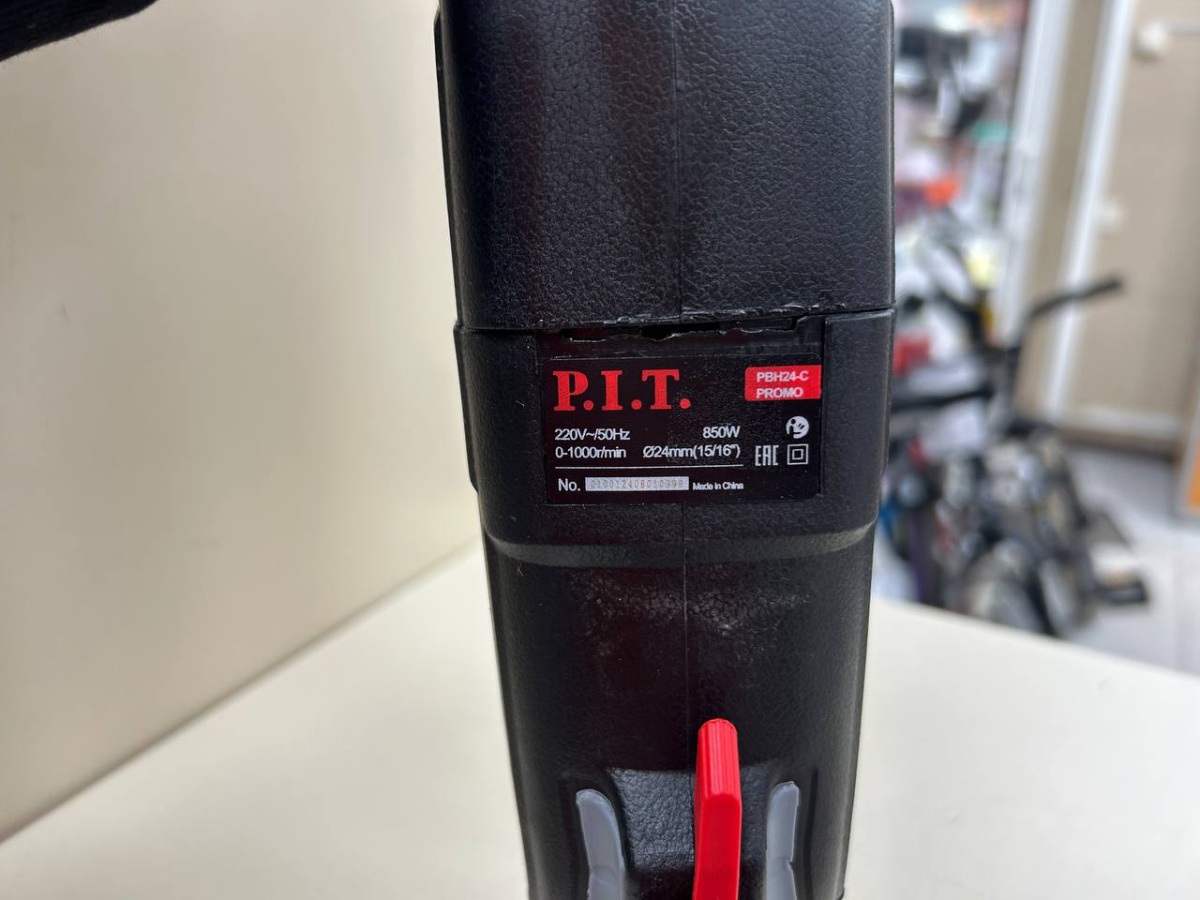 P.I.T.
PBH24-C
PROMO
220V~/50Hz 850W
0-1000r/min Ø24mm(15/16")
EAC
No.
Made in China